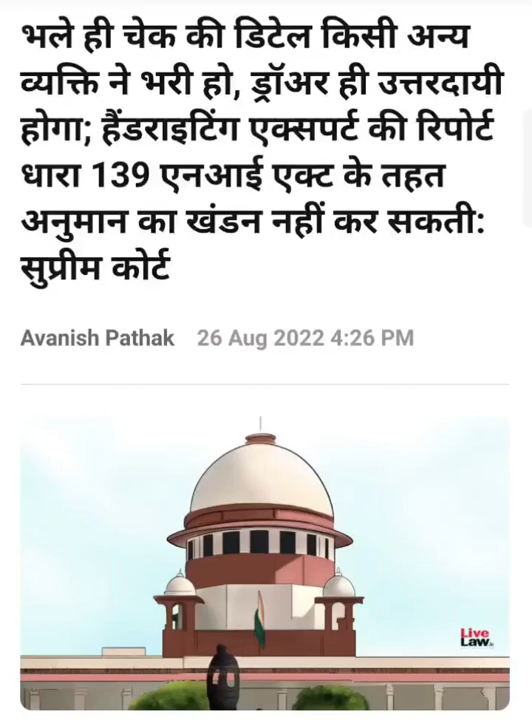 भले ही चेक की डिटेल किसी अन्य
व्यक्ति ने भरी हो, ड्रॉअर ही उत्तरदायी
होगा; हैंडराइटिंग एक्सपर्ट की रिपोर्ट
धारा 139 एनआई एक्ट के तहत
अनुमान का खंडन नहीं कर सकती:
सुप्रीम कोर्ट
Avanish Pathak 26 Aug 2022 4:26 PM
Live
Law.